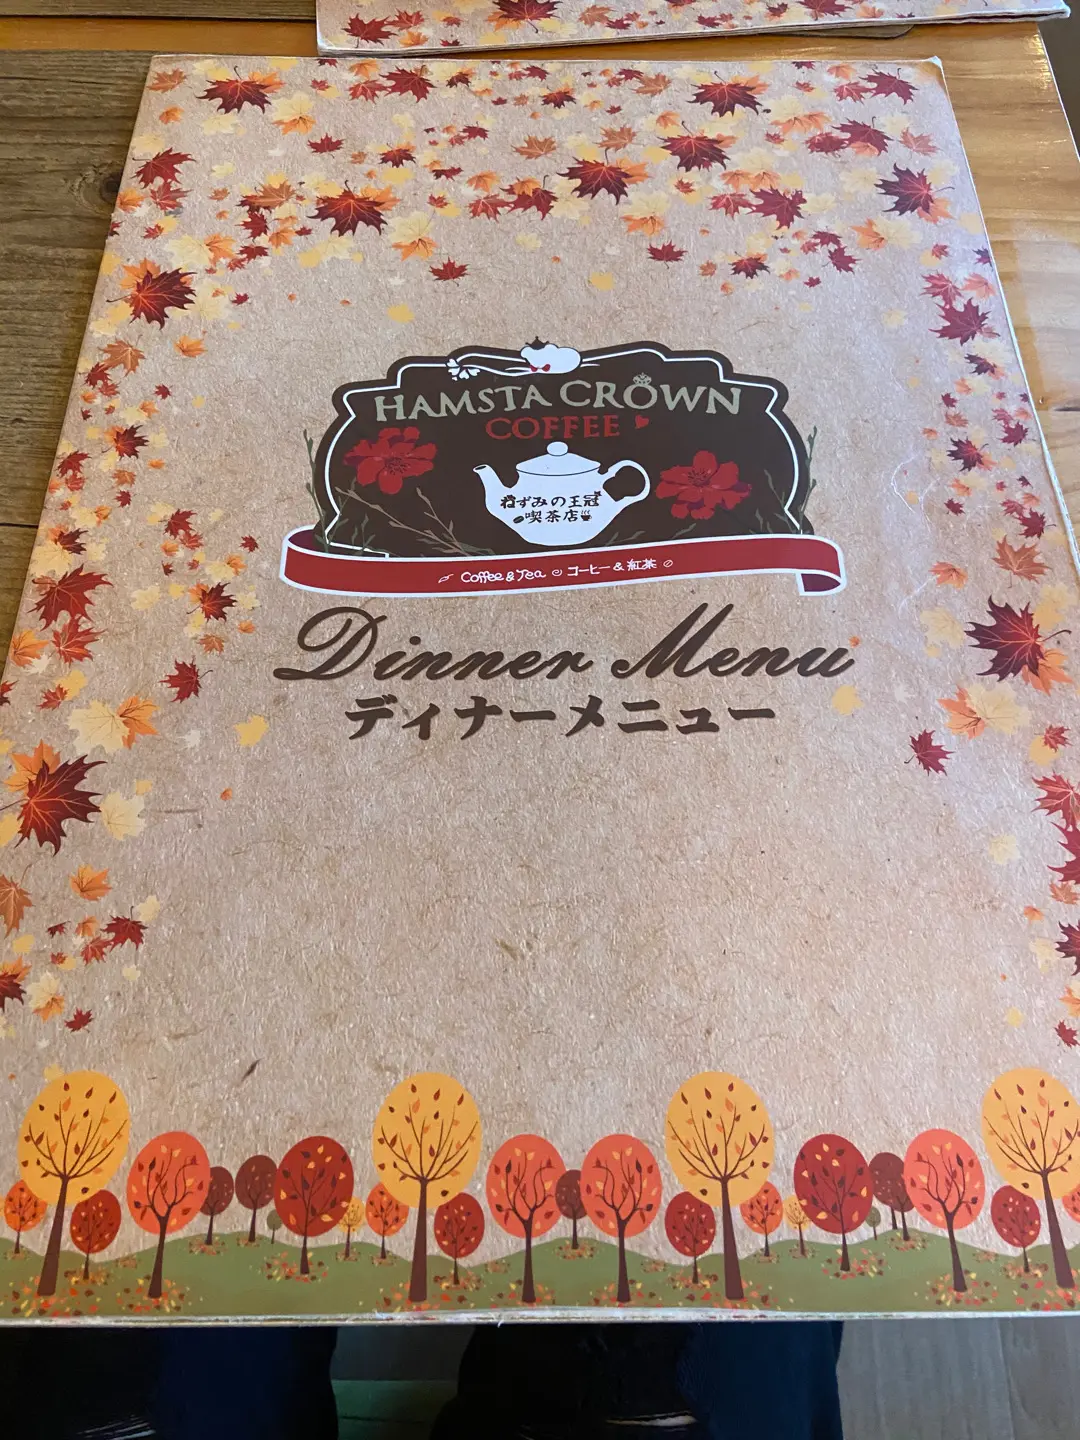 HAMSTA CROWN
COFFEE
ねずみの王冠
喫茶店
Coffee & Tea コーヒー & 紅茶
Dinner Menu
ディナーメニュー